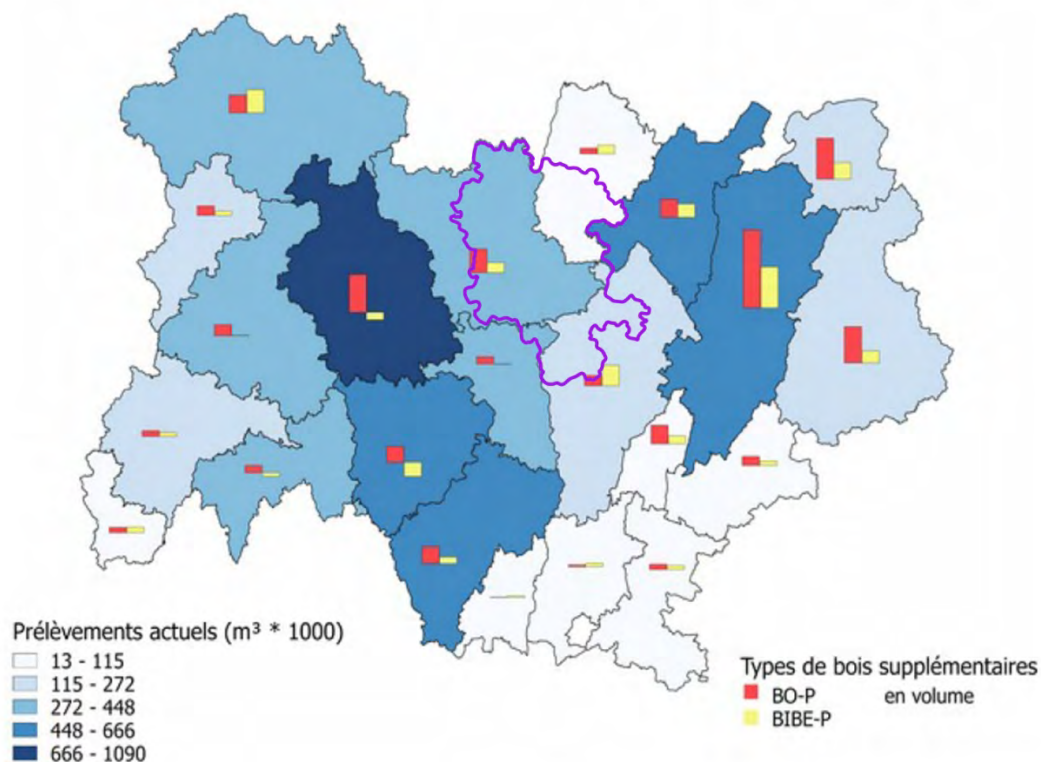 Prélèvements actuels (m³ * 1000)
13 - 115
115 - 272
272 - 448
448 - 666
666 - 1090
Types de bois supplémentaires
BO-P en volume
BIBE-P